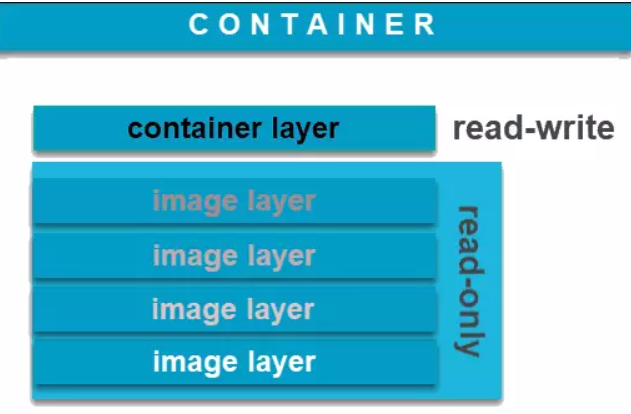 CONTAINER
container layer
read-write
image layer
image layer
image layer
image layer
read-only